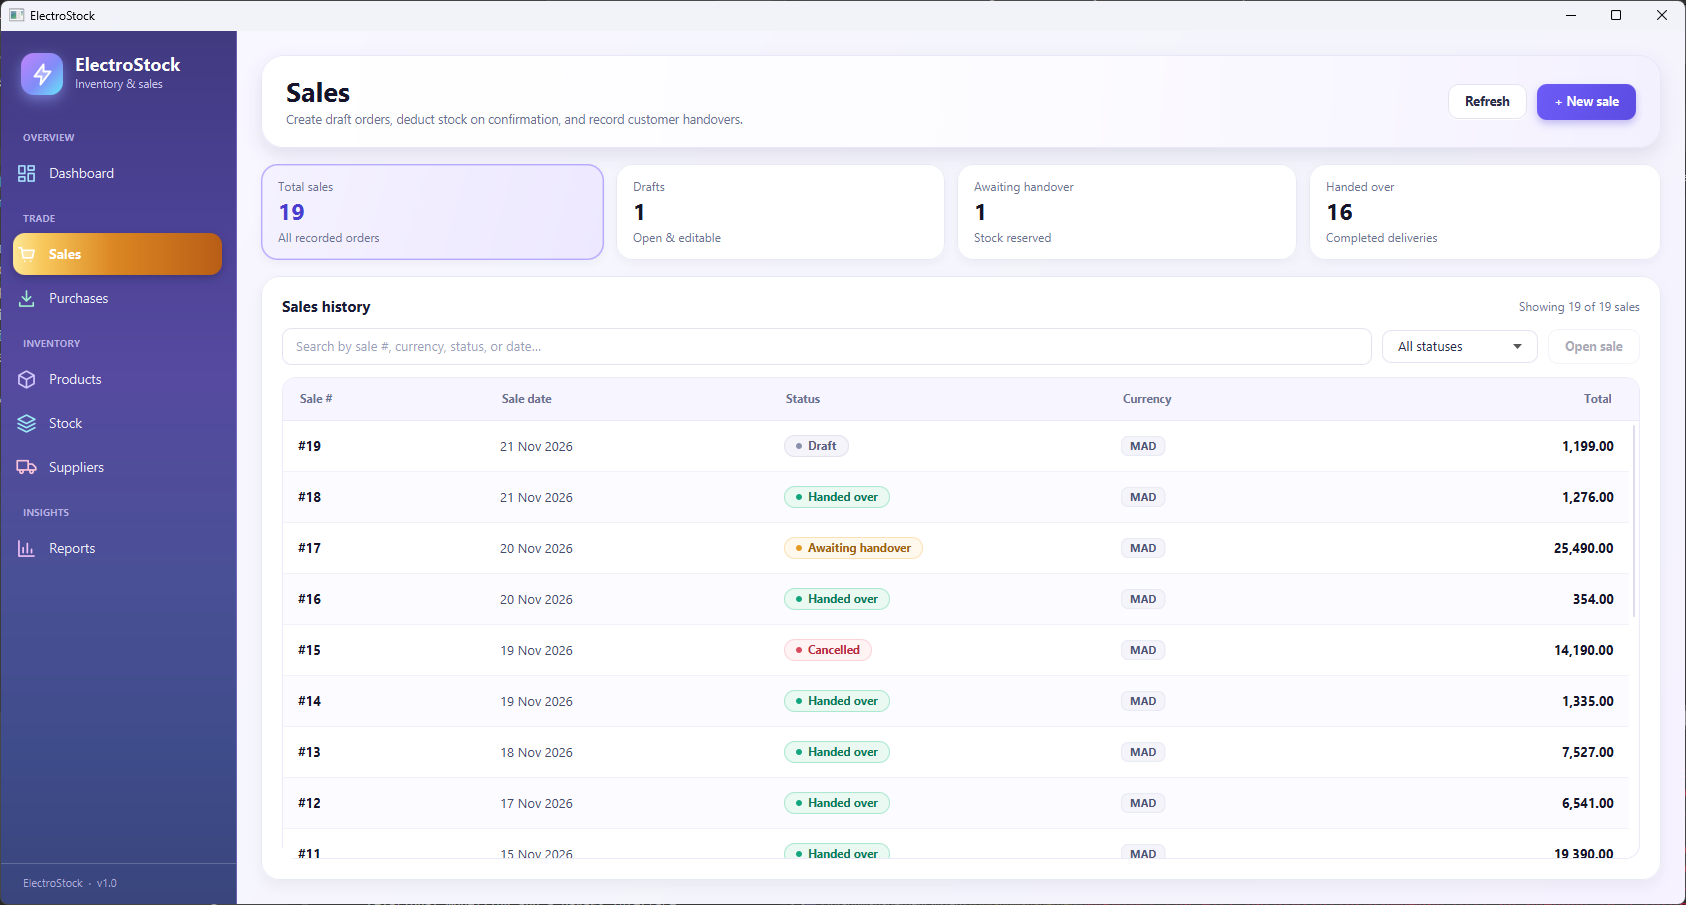 ElectroStock
ElectroStock
Inventory & sales
OVERVIEW
Dashboard
TRADE
Sales
Purchases
INVENTORY
Products
Stock
Suppliers
INSIGHTS
Reports
ElectroStock · v1.0
Sales
Create draft orders, deduct stock on confirmation, and record customer handovers.
Refresh
+ New sale
Total sales
19
All recorded orders
Drafts
1
Open & editable
Awaiting handover
1
Stock reserved
Handed over
16
Completed deliveries
Sales history
Showing 19 of 19 sales
Search by sale #, currency, status, or date...
All statuses
Open sale
Sale # Sale date Status Currency Total
#19 21 Nov 2026 Draft MAD 1,199.00
#18 21 Nov 2026 Handed over MAD 1,276.00
#17 20 Nov 2026 Awaiting handover MAD 25,490.00
#16 20 Nov 2026 Handed over MAD 354.00
#15 19 Nov 2026 Cancelled MAD 14,190.00
#14 19 Nov 2026 Handed over MAD 1,335.00
#13 18 Nov 2026 Handed over MAD 7,527.00
#12 17 Nov 2026 Handed over MAD 6,541.00
#11 15 Nov 2026 Handed over MAD 19,390.00